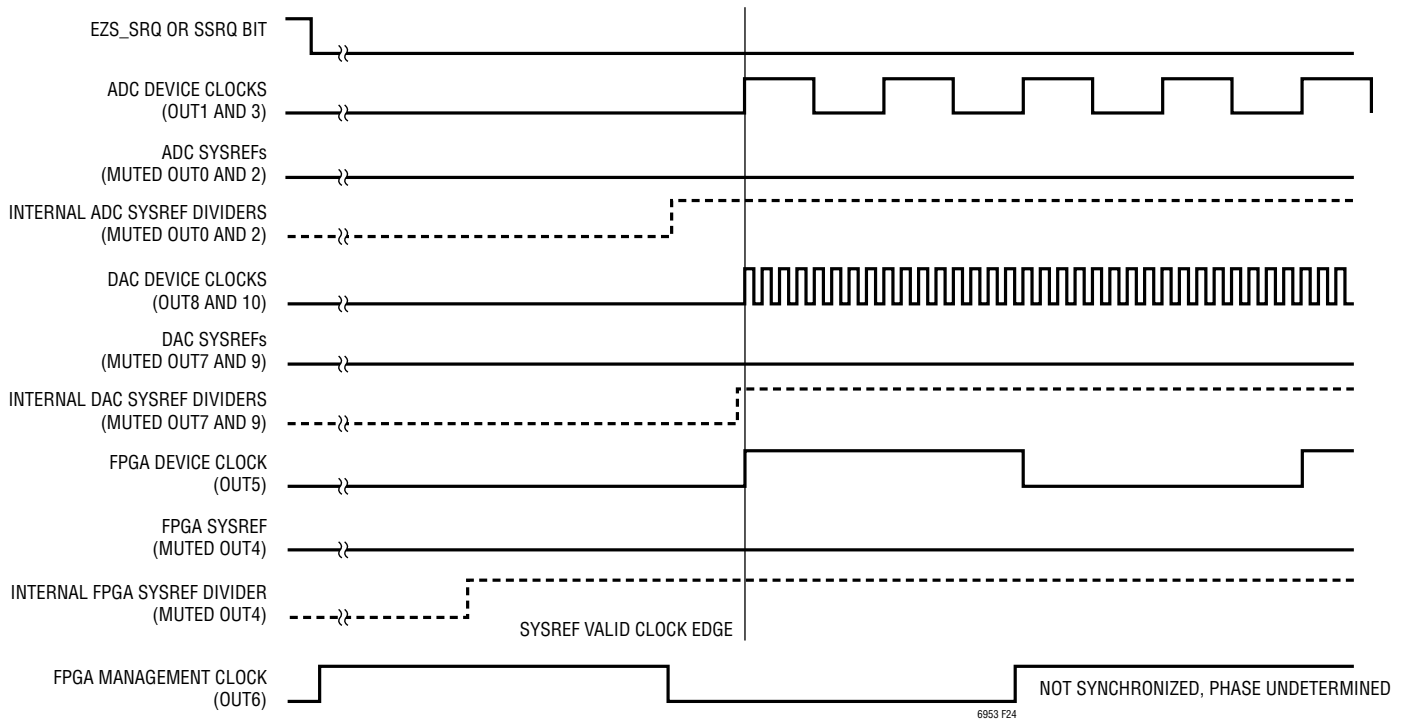 EZS_SRQ OR SSRQ BIT
ADC DEVICE CLOCKS
(OUT1 AND 3)
ADC SYSREFs
(MUTED OUT0 AND 2)
INTERNAL ADC SYSREF DIVIDERS
(MUTED OUT0 AND 2)
DAC DEVICE CLOCKS
(OUT8 AND 10)
DAC SYSREFs
(MUTED OUT7 AND 9)
INTERNAL DAC SYSREF DIVIDERS
(MUTED OUT7 AND 9)
FPGA DEVICE CLOCK
(OUT5)
FPGA SYSREF
(MUTED OUT4)
INTERNAL FPGA SYSREF DIVIDER
(MUTED OUT4)
SYSREF VALID CLOCK EDGE
FPGA MANAGEMENT CLOCK
(OUT6)
NOT SYNCHRONIZED, PHASE UNDETERMINED
6953 F24